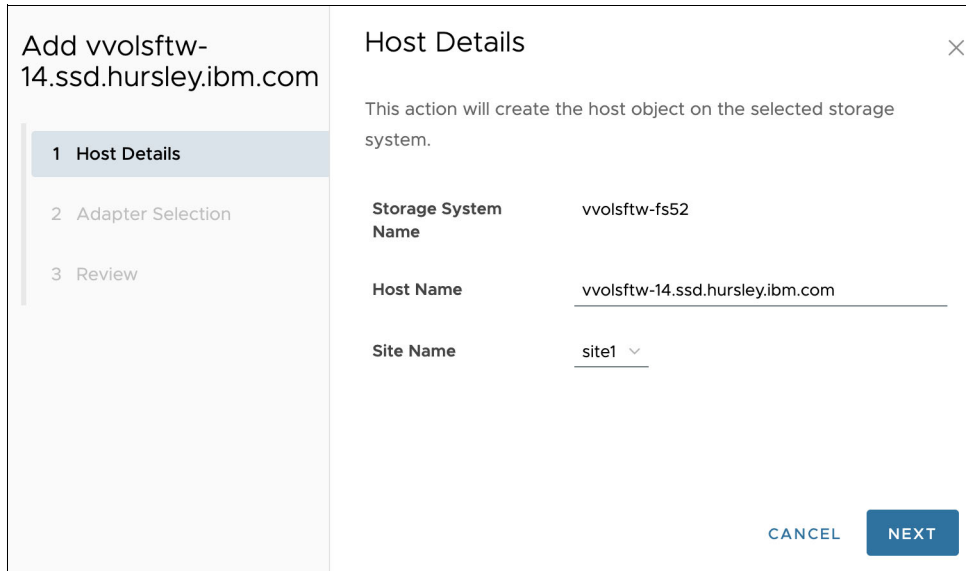 Add vvolsftw-
14.ssd.hursley.ibm.com
1 Host Details
2 Adapter Selection
3 Review
Host Details
This action will create the host object on the selected storage
system.
Storage System
Name
vvolsftw-fs52
Host Name
vvolsftw-14.ssd.hursley.ibm.com
Site Name
site1
CANCEL
NEXT